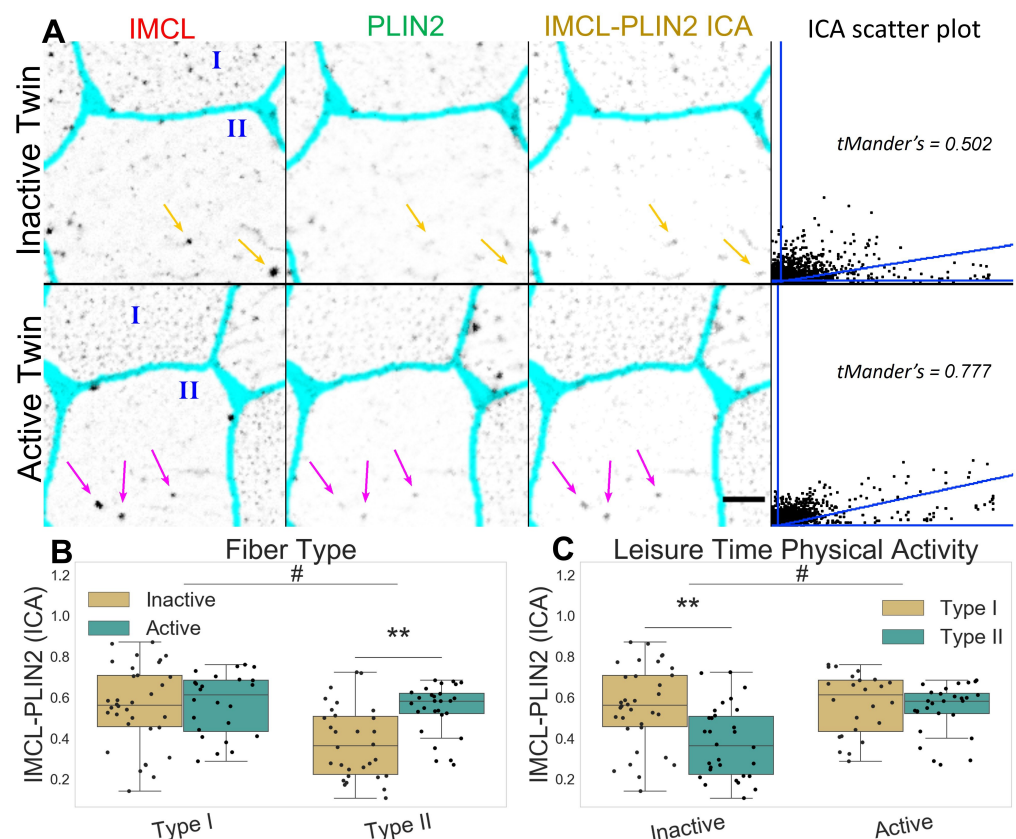 A
IMCL
PLIN2
IMCL-PLIN2 ICA
ICA scatter plot
Inactive Twin
I
II
tMander's = 0.502
Active Twin
I
II
tMander's = 0.777
B
Fiber Type
IMCL-PLIN2 (ICA)
1.2
1.0
0.8
0.6
0.4
0.2
#
Inactive
Active
**
Type I
Type II
C
Leisure Time Physical Activity
IMCL-PLIN2 (ICA)
1.2
1.0
0.8
0.6
0.4
0.2
#
**
Type I
Type II
Inactive
Active